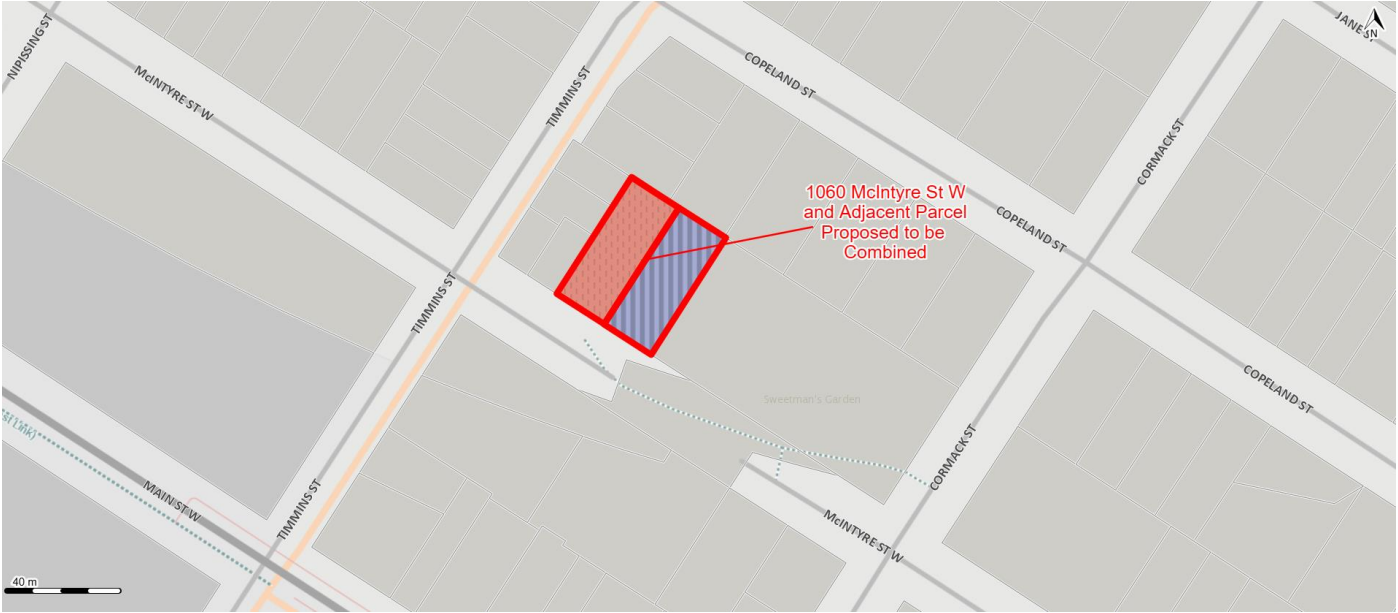 NIPISSING ST
McINTYRE ST W
TIMMINS ST
COPELAND ST
JANE S
N
CORMACK ST
1060 McIntyre St W
and Adjacent Parcel
Proposed to be
Combined
COPELAND ST
TIMMINS ST
COPELAND ST
Sweetman's Garden
CORMACK ST
MAIN ST W
TIMMINS ST
McINTYRE ST W
40 m